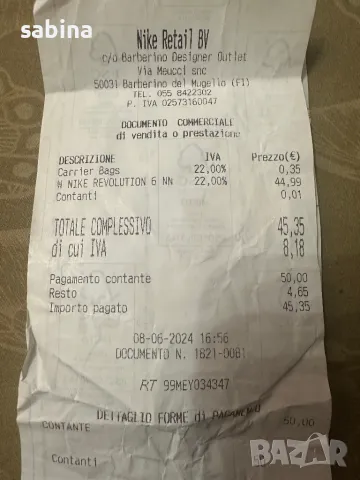 sabina
Nike Retail BV
c/o Barberino Designer Outlet
Via Meucci snc
50031 Barberino del Mugello (FI)
TEL. 055 8422302
P. IVA 02573160047
DOCUMENTO COMMERCIALE
di vendita o prestazione
DESCRIZIONE IVA Prezzo(€)
Carrier Bags 22,00% 0,35
NIKE REVOLUTION 6 NN 22,00% 44,99
Contanti 0,01
TOTALE COMPLESSIVO 45,35
di cui IVA 8,18
Pagamento contante 50,00
Resto 4,65
Importo pagato 45,35
08-06-2024 16:56
DOCUMENTO N. 1821-0081
RT 99MEY034347
DETTAGLIO FORME di PAGAMENTO
CONTANTE 50,00
Contanti
BAZAR